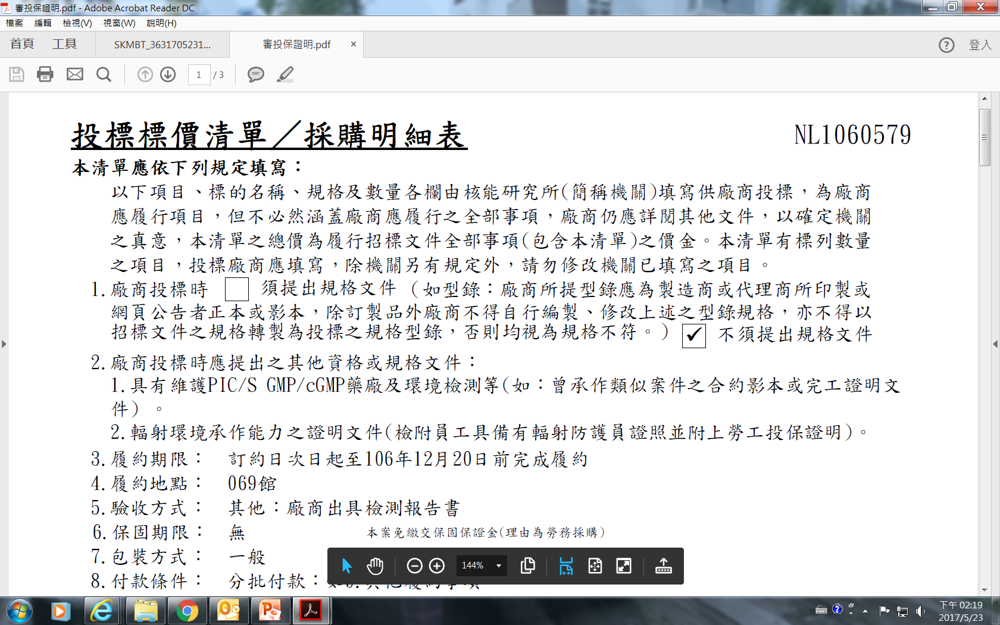 審投保證明.pdf - Adobe Acrobat Reader DC
檔案 編輯 檢視(V) 視窗(W) 說明(H)
首頁 工具 SKMBT_3631705231... 審投保證明.pdf × ? 登入
1 / 3
投標標價清單／採購明細表 NL1060579
本清單應依下列規定填寫：
以下項目、標的名稱、規格及數量各欄由核能研究所(簡稱機關)填寫供廠商投標，為廠商
應履行項目，但不必然涵蓋廠商應履行之全部事項，廠商仍應詳閱其他文件，以確定機關
之真意，本清單之總價為履行招標文件全部事項(包含本清單)之價金。本清單有標列數量
之項目，投標廠商應填寫，除機關另有規定外，請勿修改機關已填寫之項目。
1.廠商投標時 □ 須提出規格文件 （如型錄：廠商所提型錄應為製造商或代理商所印製或
網頁公告者正本或影本，除訂製品外廠商不得自行編製、修改上述之型錄規格，亦不得以
招標文件之規格轉製為投標之規格型錄，否則均視為規格不符。） ✓ 不須提出規格文件
2.廠商投標時應提出之其他資格或規格文件：
1.具有維護PIC/S GMP/cGMP藥廠及環境檢測等(如：曾承作類似案件之合約影本或完工證明文
件) 。
2.輻射環境承作能力之證明文件(檢附員工具備有輻射防護員證照並附上勞工投保證明)。
3.履約期限： 訂約日次日起至106年12月20日前完成履約
4.履約地點： 069館
5.驗收方式： 其他：廠商出具檢測報告書
6.保固期限： 無 本案免繳交保固保證金(理由為勞務採購)
7.包裝方式： 一般
8.付款條件： 分批付款：
144%
下午 02:19
2017/5/23